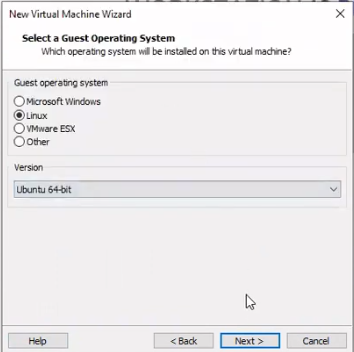 New Virtual Machine Wizard
Select a Guest Operating System
Which operating system will be installed on this virtual machine?
Guest operating system
Microsoft Windows
Linux
VMware ESX
Other
Version
Ubuntu 64-bit
Help
< Back
Next >
Cancel